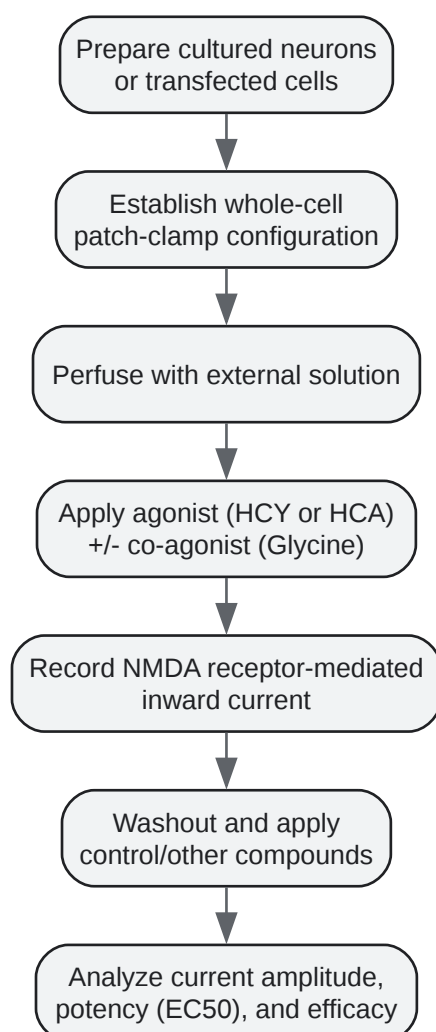 Prepare cultured neurons
or transfected cells
Establish whole-cell
patch-clamp configuration
Perfuse with external solution
Apply agonist (HCY or HCA)
+/- co-agonist (Glycine)
Record NMDA receptor-mediated
inward current
Washout and apply
control/other compounds
Analyze current amplitude,
potency (EC50), and efficacy